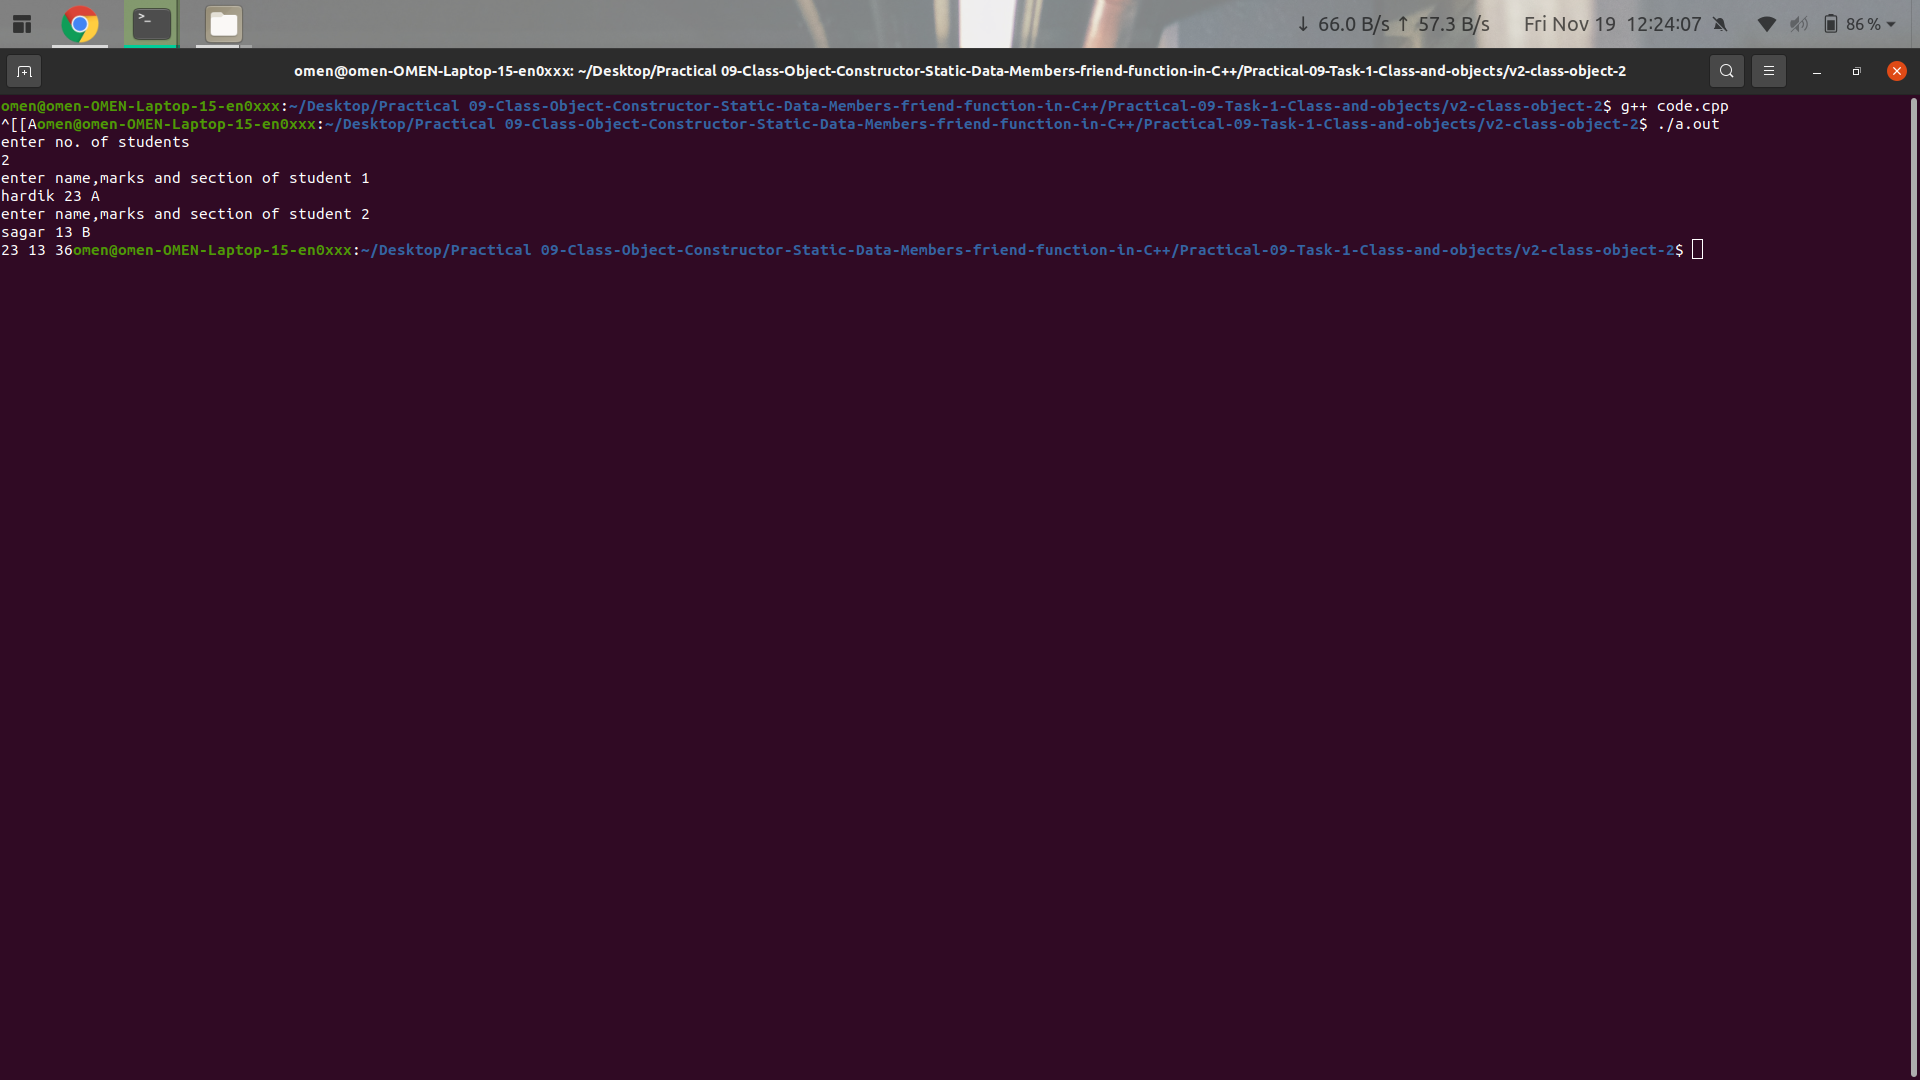 ↓ 66.0 B/s ↑ 57.3 B/s Fri Nov 19 12:24:07 86 %
omen@omen-OMEN-Laptop-15-en0xxx: ~/Desktop/Practical 09-Class-Object-Constructor-Static-Data-Members-friend-function-in-C++/Practical-09-Task-1-Class-and-objects/v2-class-object-2
omen@omen-OMEN-Laptop-15-en0xxx:~/Desktop/Practical 09-Class-Object-Constructor-Static-Data-Members-friend-function-in-C++/Practical-09-Task-1-Class-and-objects/v2-class-object-2$ g++ code.cpp
^[[Aomen@omen-OMEN-Laptop-15-en0xxx:~/Desktop/Practical 09-Class-Object-Constructor-Static-Data-Members-friend-function-in-C++/Practical-09-Task-1-Class-and-objects/v2-class-object-2$ ./a.out
enter no. of students
2
enter name,marks and section of student 1
hardik 23 A
enter name,marks and section of student 2
sagar 13 B
23 13 36omen@omen-OMEN-Laptop-15-en0xxx:~/Desktop/Practical 09-Class-Object-Constructor-Static-Data-Members-friend-function-in-C++/Practical-09-Task-1-Class-and-objects/v2-class-object-2$